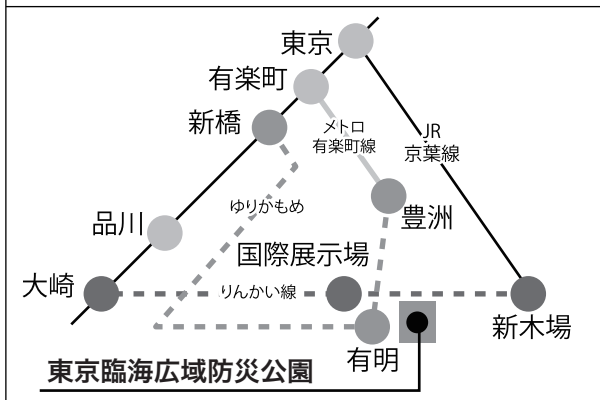 東京
有楽町
新橋
メトロ
有楽町線
JR
京葉線
ゆりかもめ
豊洲
品川
国際展示場
大崎
りんかい線
新木場
有明
東京臨海広域防災公園